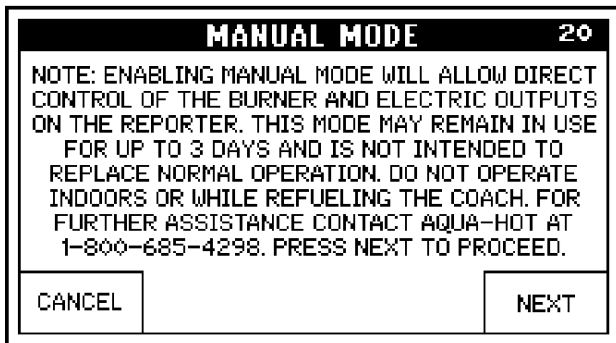 MANUAL MODE 20
NOTE: ENABLING MANUAL MODE WILL ALLOW DIRECT
CONTROL OF THE BURNER AND ELECTRIC OUTPUTS
ON THE REPORTER. THIS MODE MAY REMAIN IN USE
FOR UP TO 3 DAYS AND IS NOT INTENDED TO
REPLACE NORMAL OPERATION. DO NOT OPERATE
INDOORS OR WHILE REFUELING THE COACH. FOR
FURTHER ASSISTANCE CONTACT AQUA-HOT AT
1-800-685-4298. PRESS NEXT TO PROCEED.
CANCEL NEXT